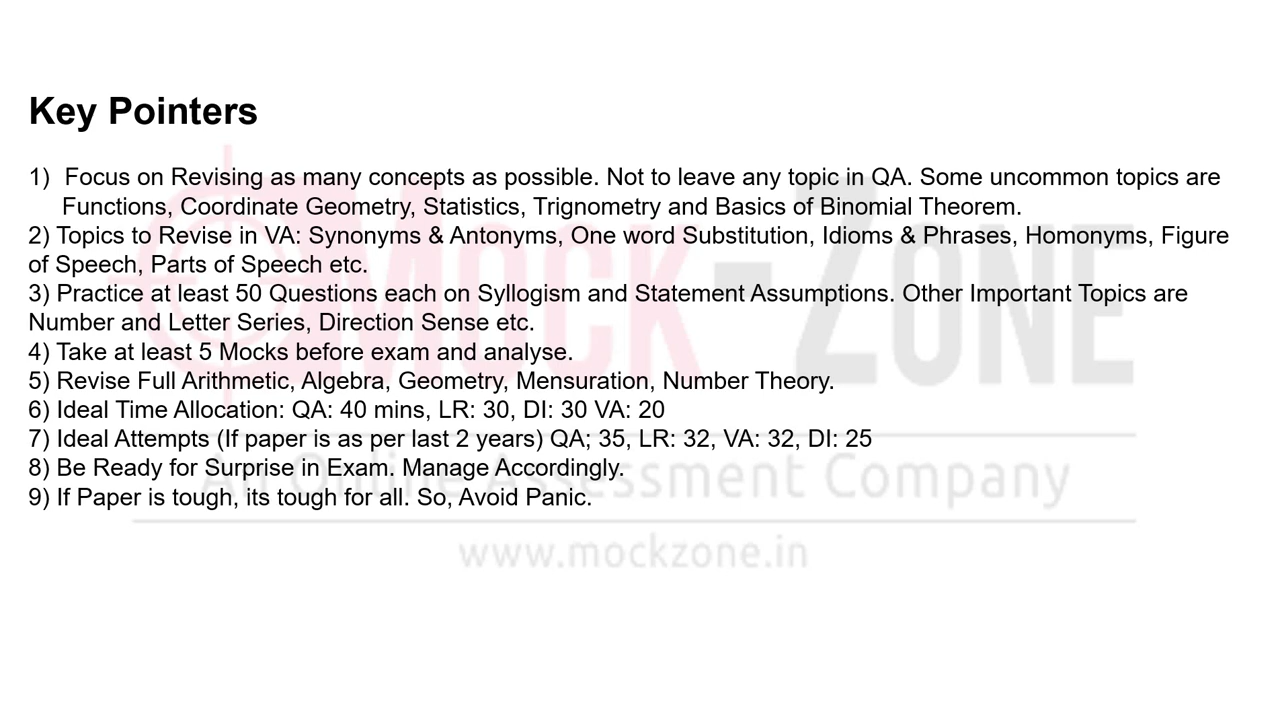 Key Pointers
1) Focus on Revising as many concepts as possible. Not to leave any topic in QA. Some uncommon topics are
Functions, Coordinate Geometry, Statistics, Trignometry and Basics of Binomial Theorem.
2) Topics to Revise in VA: Synonyms & Antonyms, One word Substitution, Idioms & Phrases, Homonyms, Figure
of Speech, Parts of Speech etc.
3) Practice at least 50 Questions each on Syllogism and Statement Assumptions. Other Important Topics are
Number and Letter Series, Direction Sense etc.
4) Take at least 5 Mocks before exam and analyse.
5) Revise Full Arithmetic, Algebra, Geometry, Mensuration, Number Theory.
6) Ideal Time Allocation: QA: 40 mins, LR: 30, DI: 30 VA: 20
7) Ideal Attempts (If paper is as per last 2 years) QA; 35, LR: 32, VA: 32, DI: 25
8) Be Ready for Surprise in Exam. Manage Accordingly.
9) If Paper is tough, its tough for all. So, Avoid Panic.
MOCK-ZONE
An Online Assessment Company
www.mockzone.in